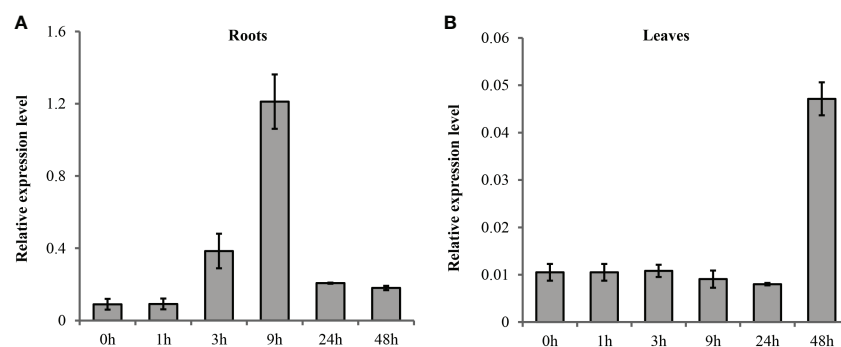 A
Roots
Relative expression level
1.6
1.2
0.8
0.4
0
0h 1h 3h 9h 24h 48h
B
Leaves
Relative expression level
0.06
0.05
0.04
0.03
0.02
0.01
0
0h 1h 3h 9h 24h 48h